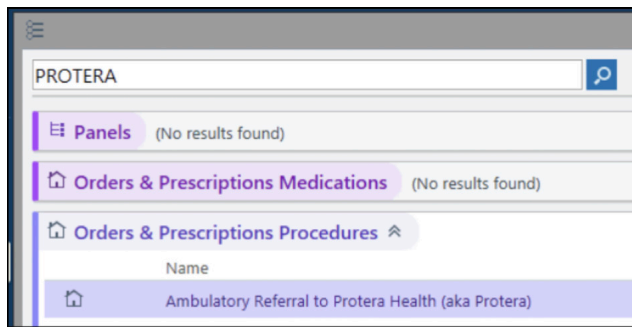 PROTERA
Panels (No results found)
Orders & Prescriptions Medications (No results found)
Orders & Prescriptions Procedures
Name
Ambulatory Referral to Protera Health (aka Protera)